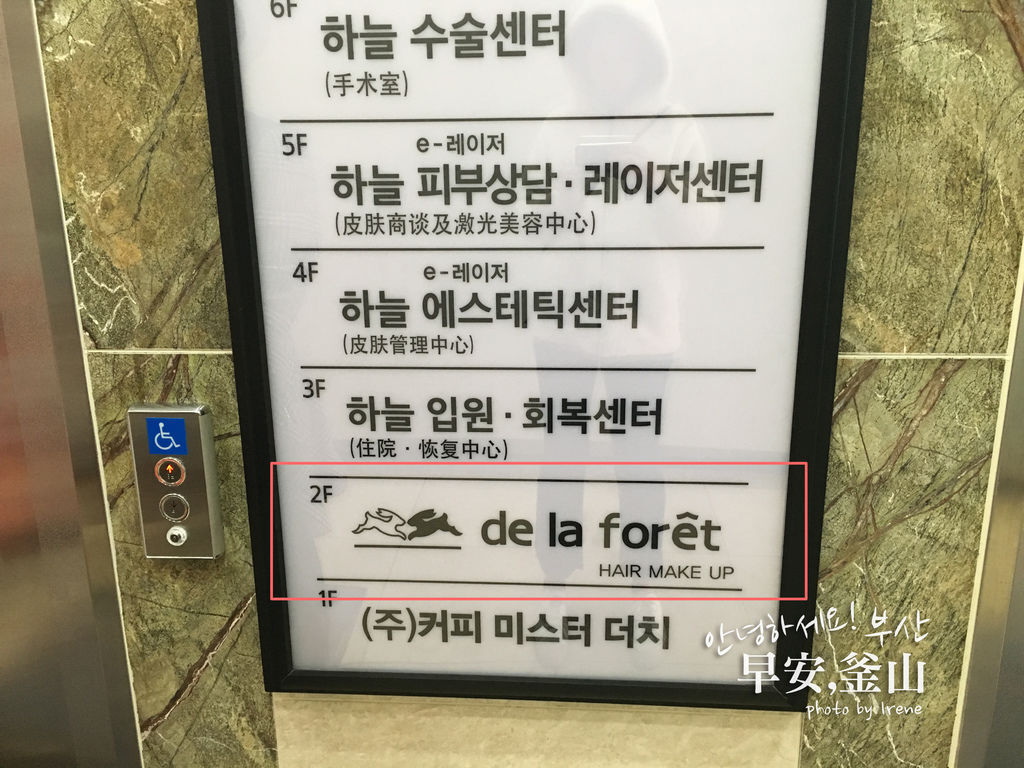 6F
하늘 수술센터
(手术室)
5F
e-레이저
하늘 피부상담·레이저센터
(皮肤商谈及激光美容中心)
4F
e-레이저
하늘 에스테틱센터
(皮肤管理中心)
3F
하늘 입원·회복센터
(住院·恢复中心)
2F
de la forêt
HAIR MAKE UP
1F
(주)커피 미스터 더치
안녕하세요! 부산
早安,釜山
photo by Irene